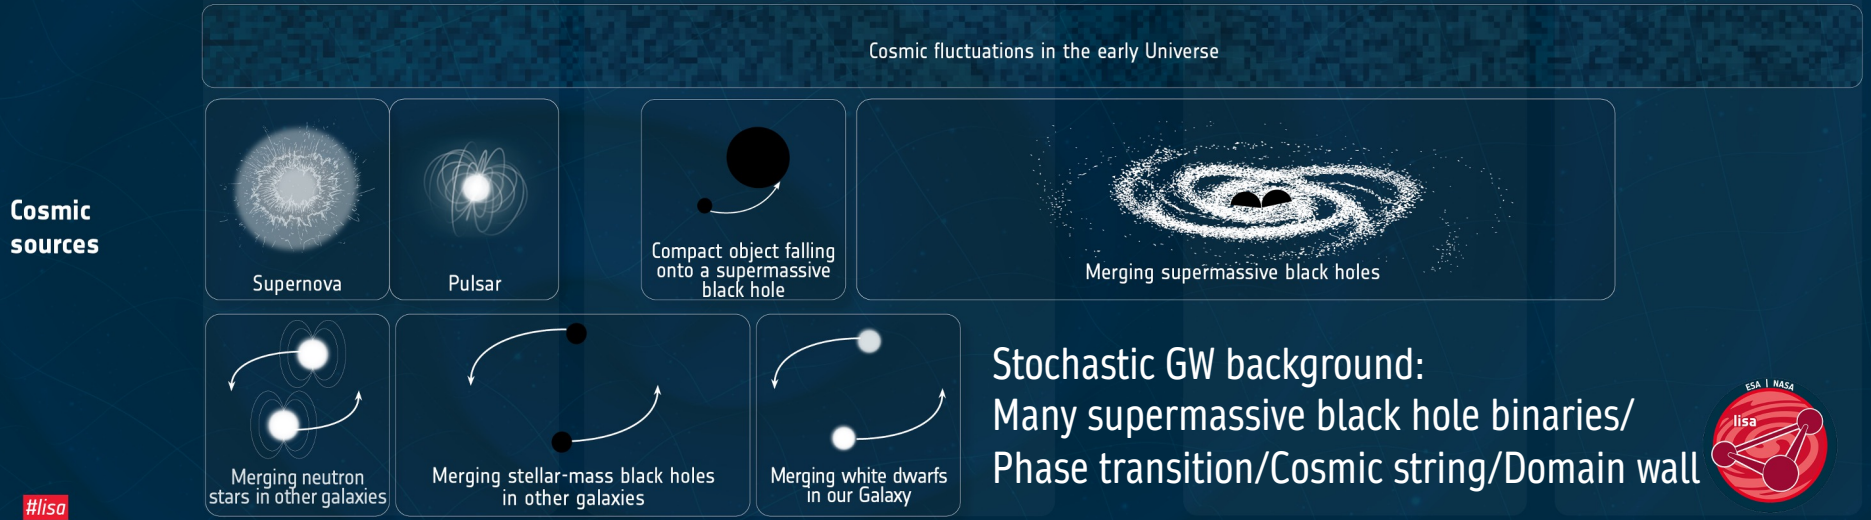 Cosmic fluctuations in the early Universe
Cosmic
sources
Supernova
Pulsar
Compact object falling
onto a supermassive
black hole
Merging supermassive black holes
Merging neutron
stars in other galaxies
Merging stellar-mass black holes
in other galaxies
Merging white dwarfs
in our Galaxy
Stochastic GW background:
Many supermassive black hole binaries/
Phase transition/Cosmic string/Domain wall
ESA | NASA
lisa
#lisa